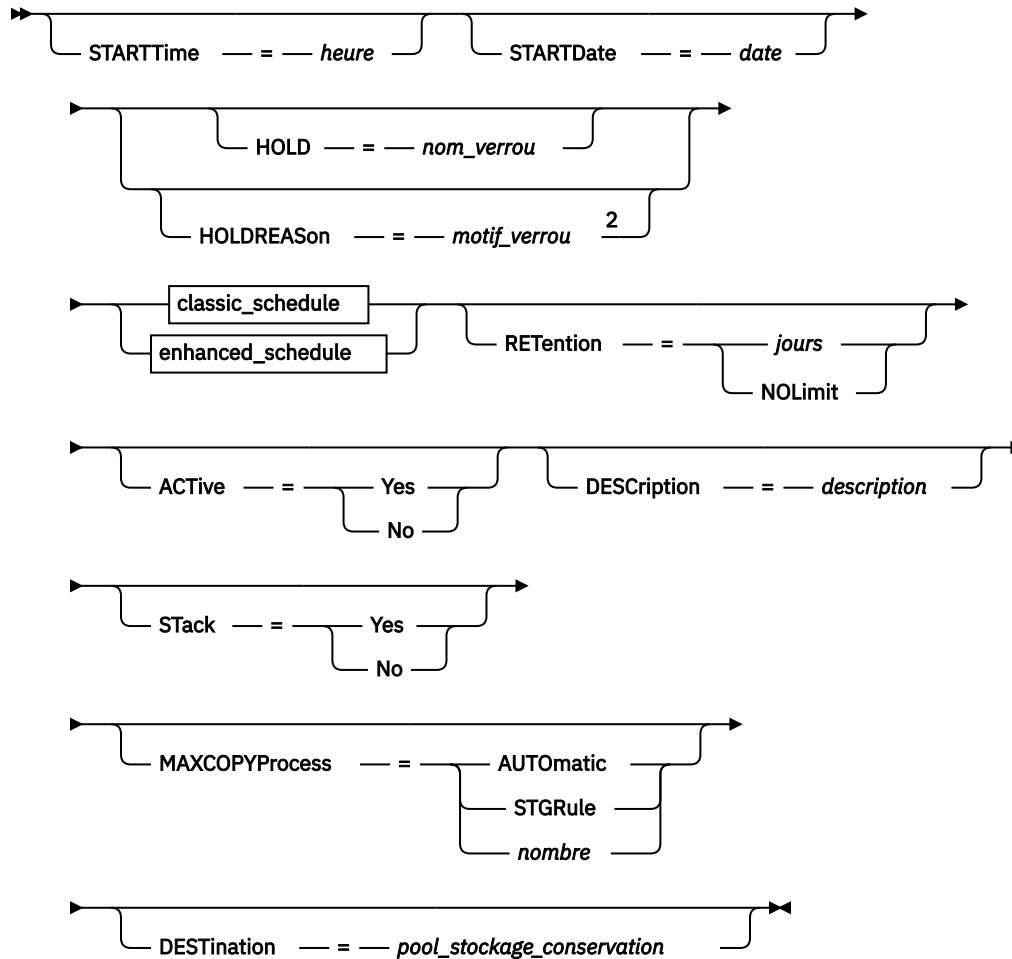 STARTTime = heure STARTDate = date
HOLD = nom_verrou
HOLDREASon = motif_verrou 2
classic_schedule
enhanced_schedule
RETention = jours
NOLimit
ACTive = Yes
No
DESCription = description
STack = Yes
No
MAXCOPYProcess = AUTOmatic
STGRule
nombre
DESTination = pool_stockage_conservation